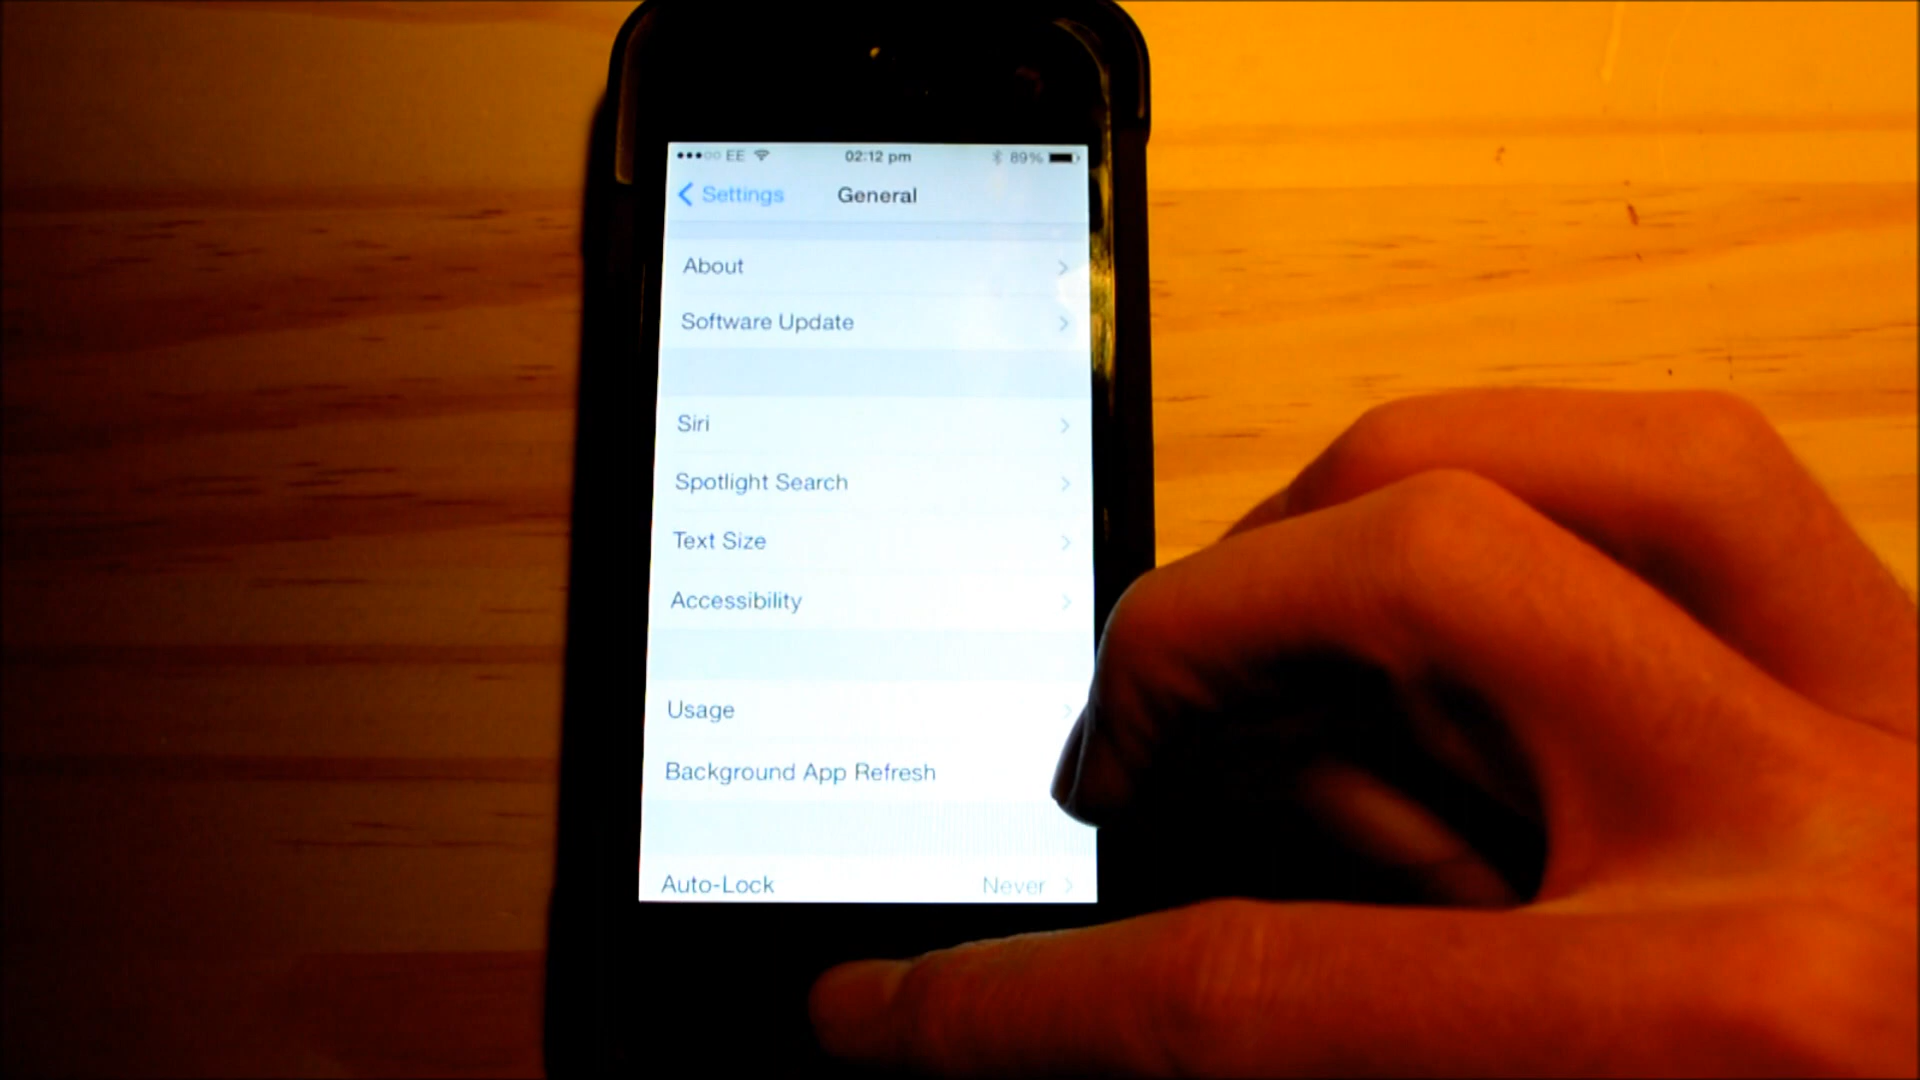 EE 02:12 pm 89%
Settings General
About
Software Update
Siri
Spotlight Search
Text Size
Accessibility
Usage
Background App Refresh
Auto-Lock Never